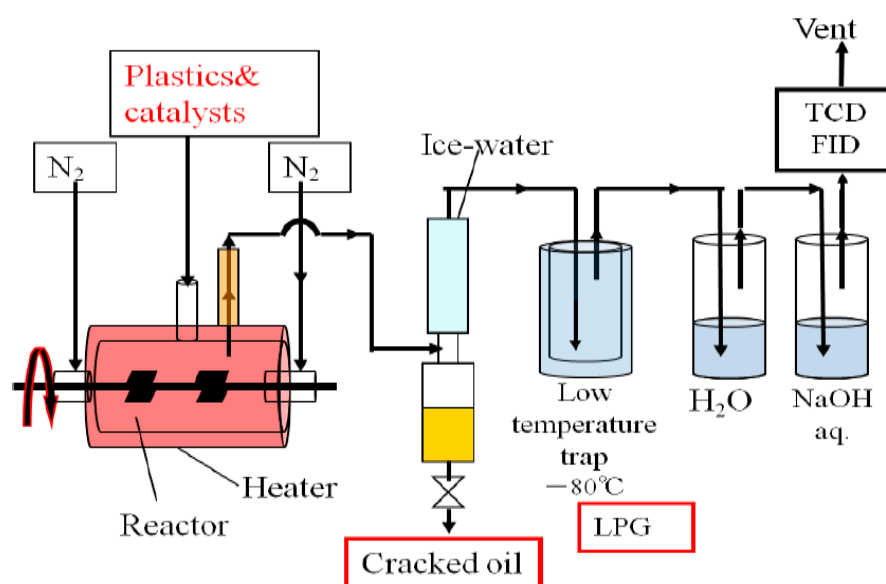 Vent
Plastics&
catalysts
TCD
FID
Ice-water
N₂
N₂
Low
temperature
trap
−80℃
H₂O
NaOH
aq.
Heater
Reactor
LPG
Cracked oil